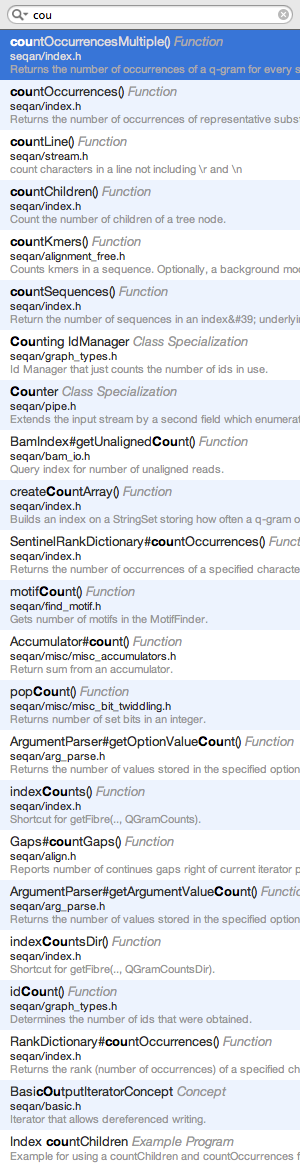 cou
countOccurrencesMultiple() Function
seqan/index.h
Returns the number of occurrences of a q-gram for every s
countOccurrences() Function
seqan/index.h
Returns the number of occurrences of representative subst
countLine() Function
seqan/stream.h
count characters in a line not including \r and \n
countChildren() Function
seqan/index.h
Count the number of children of a tree node.
countKmers() Function
seqan/alignment_free.h
Counts kmers in a sequence. Optionally, a background mod
countSequences() Function
seqan/index.h
Return the number of sequences in an index&#39; underlyin
Counting IdManager Class Specialization
seqan/graph_types.h
Id Manager that just counts the number of ids in use.
Counter Class Specialization
seqan/pipe.h
Extends the input stream by a second field which enumerat
BamIndex#getUnalignedCount() Function
seqan/bam_io.h
Query index for number of unaligned reads.
createCountArray() Function
seqan/index.h
Builds an index on a StringSet storing how often a q-gram o
SentinelRankDictionary#countOccurrences() Funct
seqan/index.h
Returns the number of occurrences of a specified characte
motifCount() Function
seqan/find_motif.h
Gets number of motifs in the MotifFinder.
Accumulator#count() Function
seqan/misc/misc_accumulators.h
Return sum from an accumulator.
popCount() Function
seqan/misc/misc_bit_twiddling.h
Returns number of set bits in an integer.
ArgumentParser#getOptionValueCount() Function
seqan/arg_parse.h
Returns the number of values stored in the specified option
indexCounts() Function
seqan/index.h
Shortcut for getFibre(.., QGramCounts).
Gaps#countGaps() Function
seqan/align.h
Reports number of continues gaps right of current iterator p
ArgumentParser#getArgumentValueCount() Functio
seqan/arg_parse.h
Returns the number of values stored in the specified option
indexCountsDir() Function
seqan/index.h
Shortcut for getFibre(.., QGramCountsDir).
idCount() Function
seqan/graph_types.h
Determines the number of ids that were obtained.
RankDictionary#countOccurrences() Function
seqan/index.h
Returns the rank (number of occurrences) of a specified ch
BasicOutputIteratorConcept Concept
seqan/basic.h
Iterator that allows dereferenced writing.
Index countChildren Example Program
Example for using a countChildren and countOccurrences f